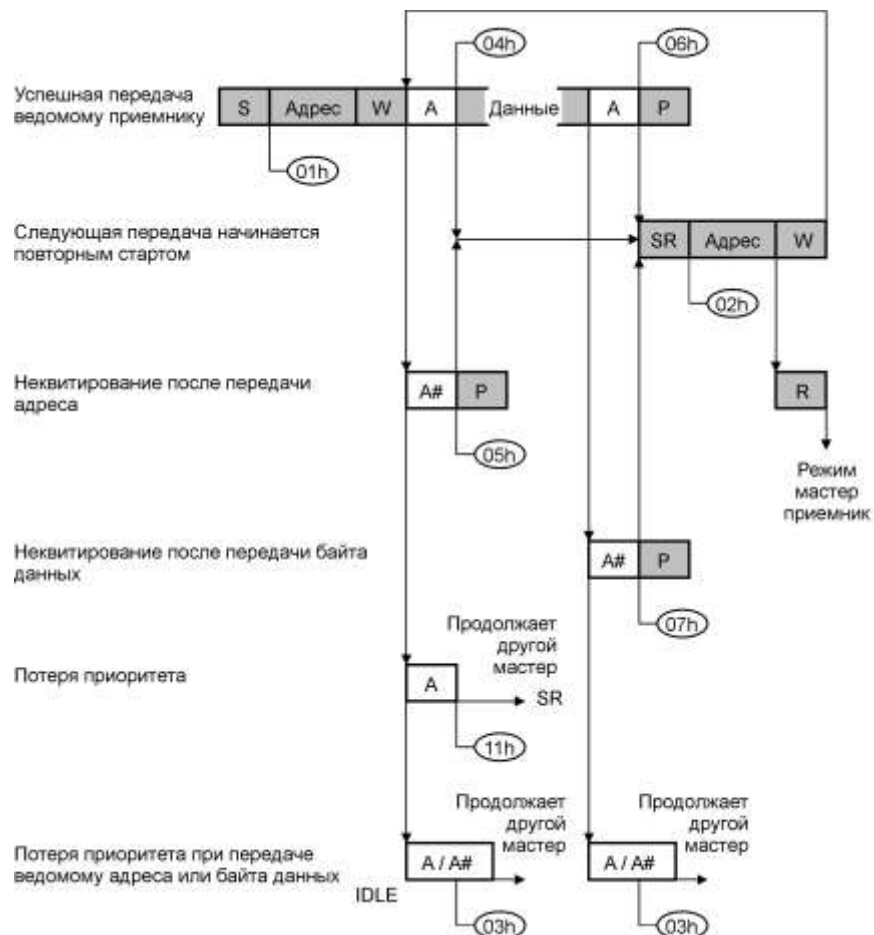 04h
06h
Успешная передача
ведомому приемнику
S Адрес W A Данные A P
01h
Следующая передача начинается
повторным стартом
SR Адрес W
02h
Неквитирование после передачи
адреса
A# P
R
05h
Режим
мастер
приемник
Неквитирование после передачи байта
данных
A# P
07h
Продолжает
другой
мастер
Потеря приоритета
A
SR
11h
Продолжает
другой
мастер
Продолжает
другой
мастер
Потеря приоритета при передаче
ведомому адреса или байта данных
A / A#
A / A#
IDLE
03h
03h